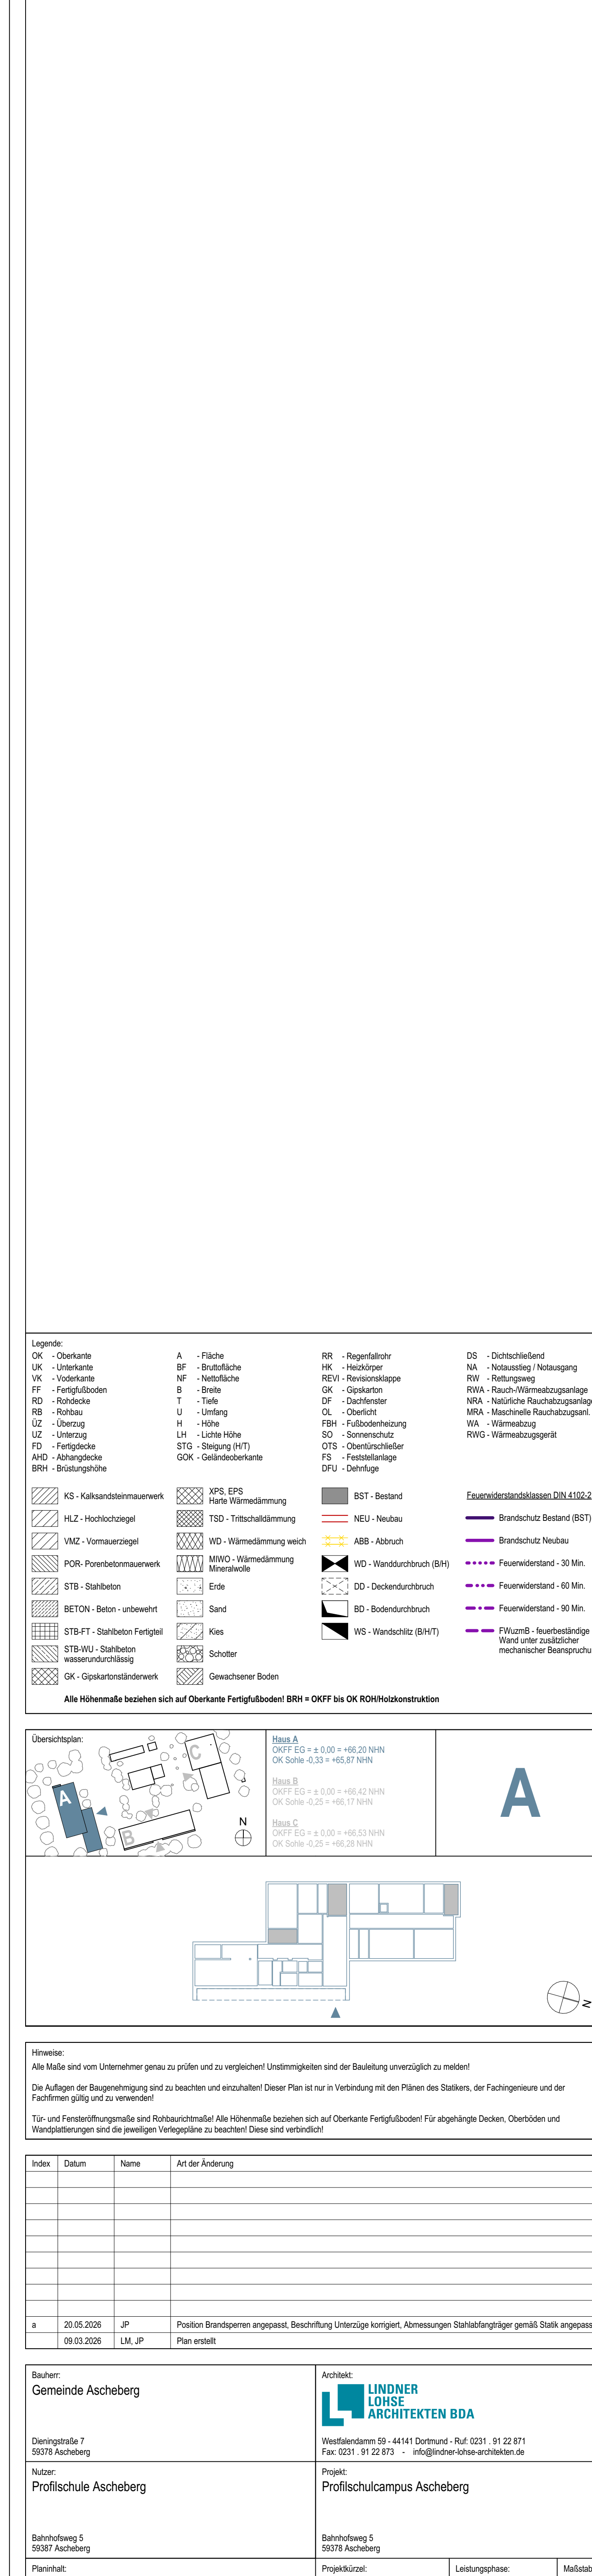 Legende:
OK - Oberkante
UK - Unterkante
VK - Voderkante
FF - Fertigfußboden
RD - Rohdecke
RB - Rohbau
ÜZ - Überzug
UZ - Unterzug
FD - Fertigdecke
AHD - Abhangdecke
BRH - Brüstungshöhe
A - Fläche
BF - Bruttofläche
NF - Nettofläche
B - Breite
T - Tiefe
U - Umfang
H - Höhe
LH - Lichte Höhe
STG - Steigung (H/T)
GOK - Geländeoberkante
RR - Regenfallrohr
HK - Heizkörper
REVI - Revisionsklappe
GK - Gipskarton
DF - Dachfenster
OL - Oberlicht
FBH - Fußbodenheizung
SO - Sonnenschutz
OTS - Obentürschließer
FS - Feststellanlage
DFU - Dehnfuge
DS - Dichtschließend
NA - Notausstieg / Notausgang
RW - Rettungsweg
RWA - Rauch-/Wärmeabzugsanlage
NRA - Natürliche Rauchabzugsanlage
MRA - Maschinelle Rauchabzugsanl.
WA - Wärmeabzug
RWG - Wärmeabzugsgerät
KS - Kalksandsteinmauerwerk
HLZ - Hochlochziegel
VMZ - Vormauerziegel
POR- Porenbetonmauerwerk
STB - Stahlbeton
BETON - Beton - unbewehrt
STB-FT - Stahlbeton Fertigteil
STB-WU - Stahlbeton
wasserundurchlässig
GK - Gipskartonständerwerk
XPS, EPS
Harte Wärmedämmung
TSD - Trittschalldämmung
WD - Wärmedämmung weich
MIWO - Wärmedämmung
Mineralwolle
Erde
Sand
Kies
Schotter
Gewachsener Boden
BST - Bestand
NEU - Neubau
ABB - Abbruch
WD - Wanddurchbruch (B/H)
DD - Deckendurchbruch
BD - Bodendurchbruch
WS - Wandschlitz (B/H/T)
Feuerwiderstandsklassen DIN 4102-2
Brandschutz Bestand (BST)
Brandschutz Neubau
Feuerwiderstand - 30 Min.
Feuerwiderstand - 60 Min.
Feuerwiderstand - 90 Min.
FWuzmB - feuerbeständige
Wand unter zusätzlicher
mechanischer Beanspruchu
Alle Höhenmaße beziehen sich auf Oberkante Fertigfußboden! BRH = OKFF bis OK ROH/Holzkonstruktion
Übersichtsplan:
A
B
C
N
Haus A
OKFF EG = ± 0,00 = +66,20 NHN
OK Sohle -0,33 = +65,87 NHN
Haus B
OKFF EG = ± 0,00 = +66,42 NHN
OK Sohle -0,25 = +66,17 NHN
Haus C
OKFF EG = ± 0,00 = +66,53 NHN
OK Sohle -0,25 = +66,28 NHN
A
N
Hinweise:
Alle Maße sind vom Unternehmer genau zu prüfen und zu vergleichen! Unstimmigkeiten sind der Bauleitung unverzüglich zu melden!
Die Auflagen der Baugenehmigung sind zu beachten und einzuhalten! Dieser Plan ist nur in Verbindung mit den Plänen des Statikers, der Fachingenieure und der
Fachfirmen gültig und zu verwenden!
Tür- und Fensteröffnungsmaße sind Rohbaurichtmaße! Alle Höhenmaße beziehen sich auf Oberkante Fertigfußboden! Für abgehängte Decken, Oberböden und
Wandplattierungen sind die jeweiligen Verlegepläne zu beachten! Diese sind verbindlich!
Index Datum Name Art der Änderung
a 20.05.2026 JP Position Brandsperren angepasst, Beschriftung Unterzüge korrigiert, Abmessungen Stahlabfangträger gemäß Statik angepass
09.03.2026 LM, JP Plan erstellt
Bauherr:
Gemeinde Ascheberg
Dieningstraße 7
59378 Ascheberg
Architekt:
LINDNER
LOHSE
ARCHITEKTEN BDA
Westfalendamm 59 - 44141 Dortmund - Ruf: 0231 . 91 22 871
Fax: 0231 . 91 22 873 - info@lindner-lohse-architekten.de
Nutzer:
Profilschule Ascheberg
Bahnhofsweg 5
59387 Ascheberg
Projekt:
Profilschulcampus Ascheberg
Bahnhofsweg 5
59378 Ascheberg
Planinhalt:
Projektkürzel:
Leistungsphase:
Maßstab